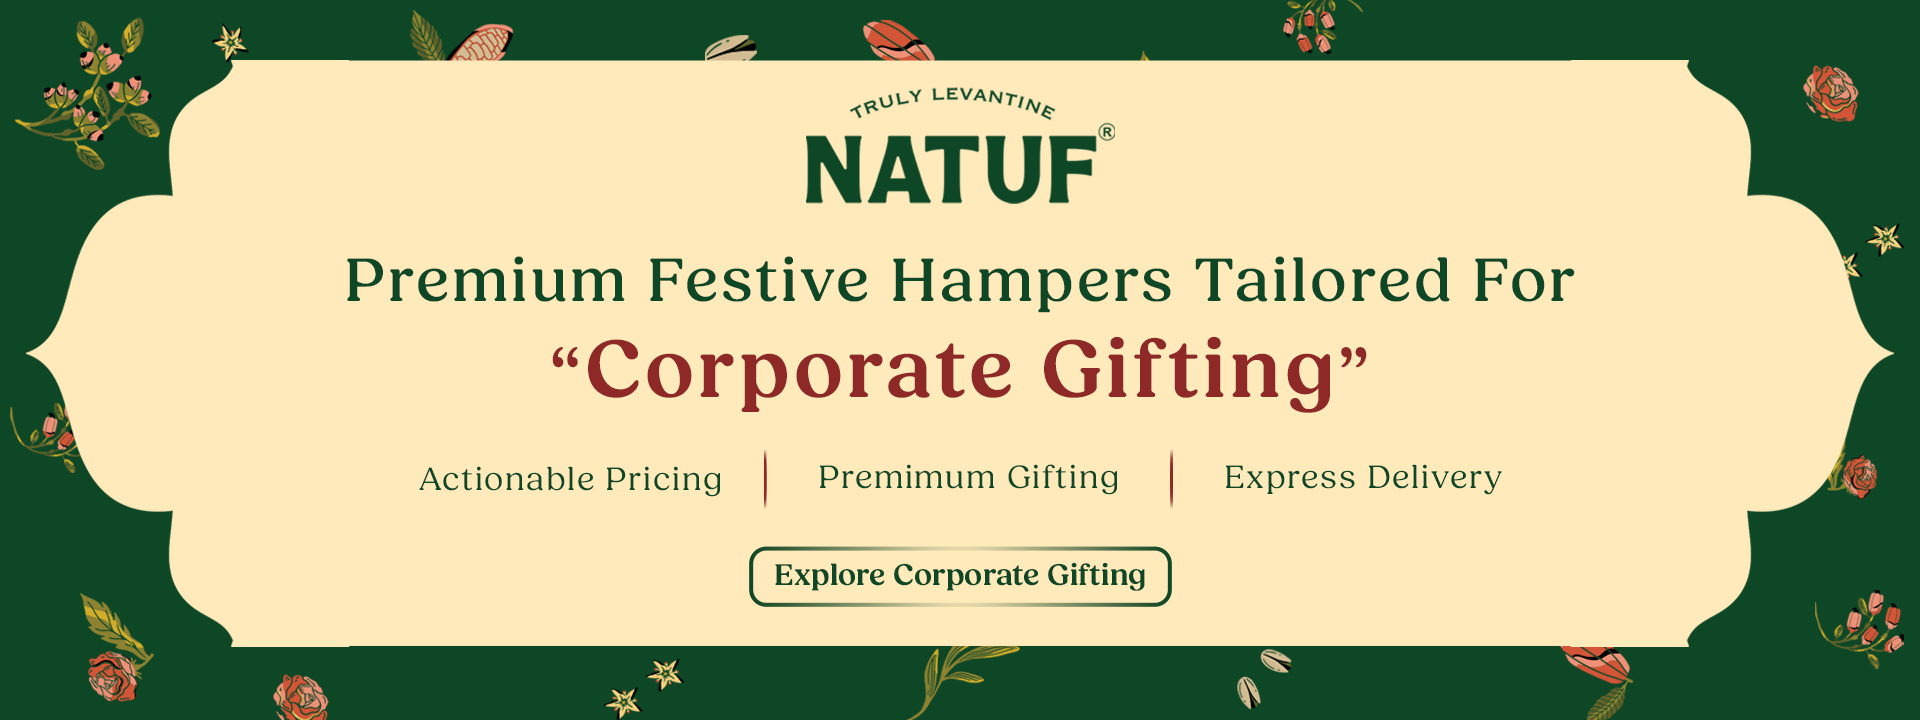 TRULY LEVANTINE
NATUF®
Premium Festive Hampers Tailored For
“Corporate Gifting”
Actionable Pricing
Premimum Gifting
Express Delivery
Explore Corporate Gifting